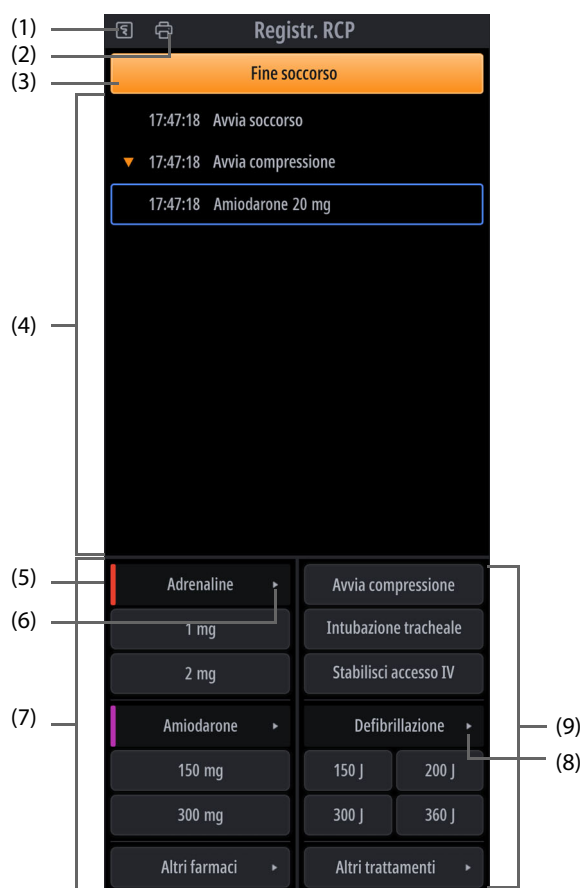 (1)
Registr. RCP
(2)
(3)
Fine soccorso
17:47:18 Avvia soccorso
17:47:18 Avvia compressione
17:47:18 Amiodarone 20 mg
(4)
(5)
Adrenaline
Avvia compressione
(6)
1 mg
Intubazione tracheale
2 mg
Stabilisci accesso IV
(7)
Amiodarone
Defibrillazione
(9)
(8)
150 mg
150 J
200 J
300 mg
300 J
360 J
Altri farmaci
Altri trattamenti